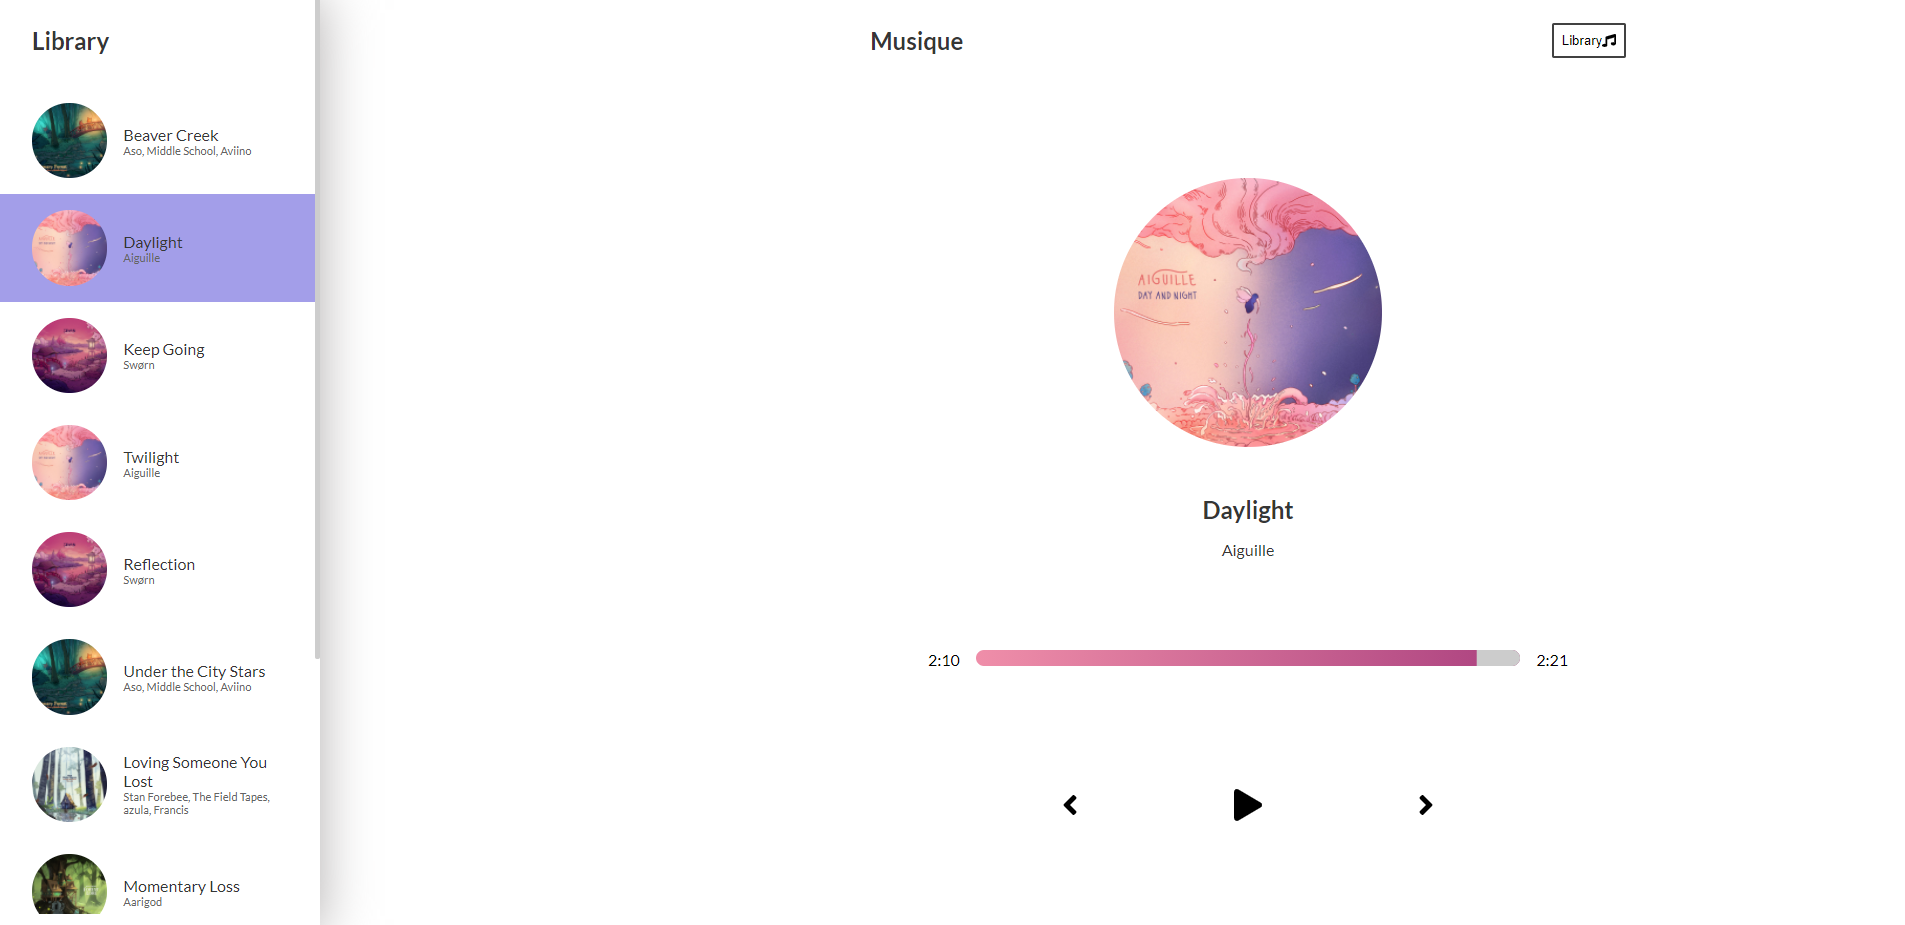 Library
Beaver Creek
Aso, Middle School, Aviino
Daylight
Aiguille
Keep Going
Swørn
Twilight
Aiguille
Reflection
Swørn
Under the City Stars
Aso, Middle School, Aviino
Loving Someone You
Lost
Stan Forebee, The Field Tapes,
azula, Francis
Momentary Loss
Aarigod
Musique
Library
AIGUILLE
DAY AND NIGHT
Daylight
Aiguille
2:10
2:21